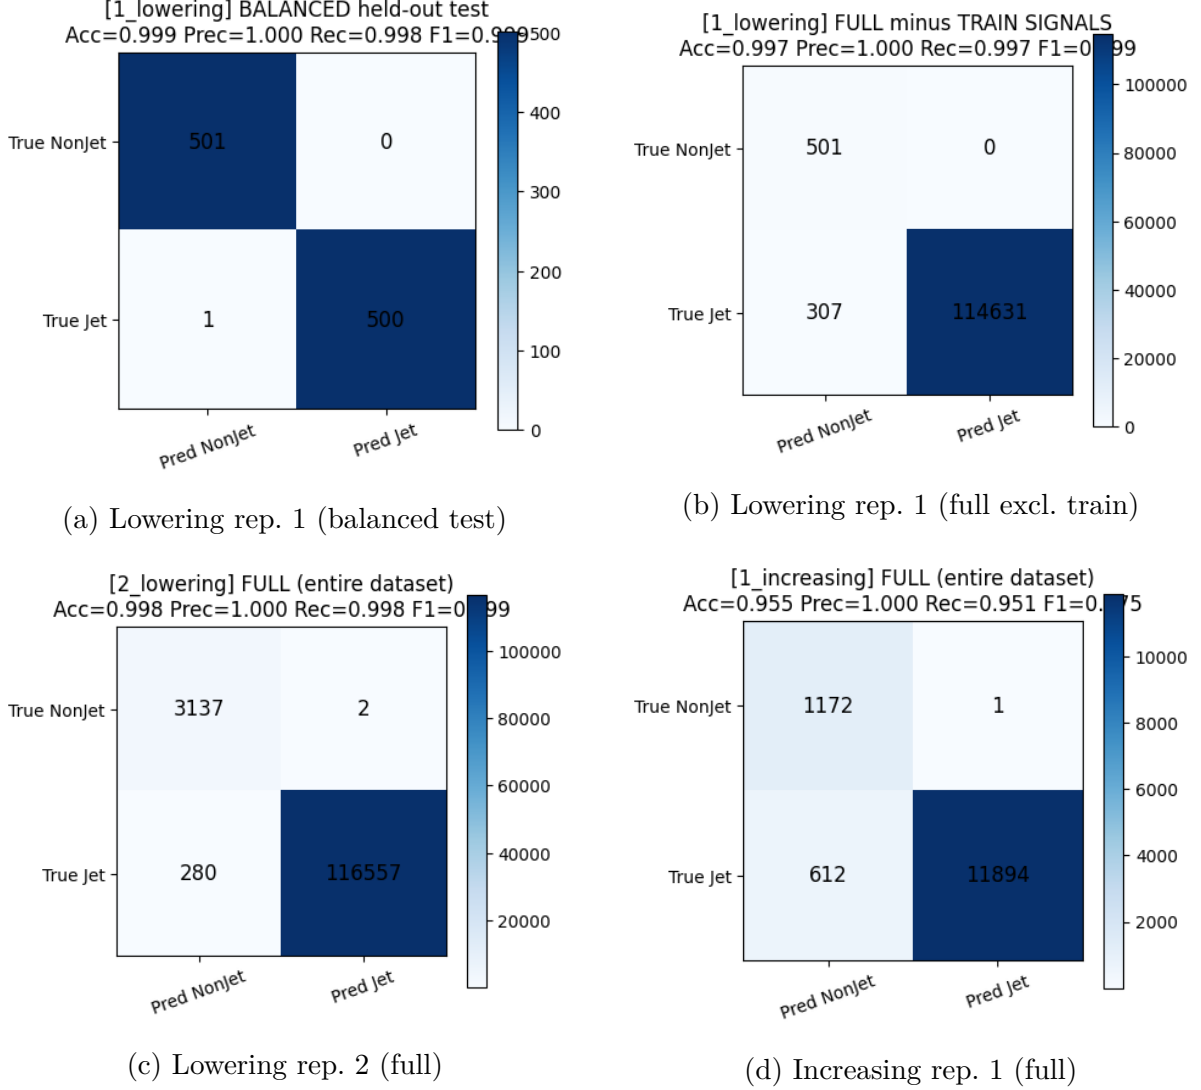 [1_lowering] BALANCED held-out test
Acc=0.999 Prec=1.000 Rec=0.998 F1=0.999
True NonJet
True Jet
501
0
1
500
Pred NonJet
Pred Jet
500
400
300
200
100
0
(a) Lowering rep. 1 (balanced test)
[1_lowering] FULL minus TRAIN SIGNALS
Acc=0.997 Prec=1.000 Rec=0.997 F1=0.999
True NonJet
True Jet
501
0
307
114631
Pred NonJet
Pred Jet
100000
80000
60000
40000
20000
0
(b) Lowering rep. 1 (full excl. train)
[2_lowering] FULL (entire dataset)
Acc=0.998 Prec=1.000 Rec=0.998 F1=0.999
True NonJet
True Jet
3137
2
280
116557
Pred NonJet
Pred Jet
100000
80000
60000
40000
20000
(c) Lowering rep. 2 (full)
[1_increasing] FULL (entire dataset)
Acc=0.955 Prec=1.000 Rec=0.951 F1=0.975
True NonJet
True Jet
1172
1
612
11894
Pred NonJet
Pred Jet
10000
8000
6000
4000
2000
(d) Increasing rep. 1 (full)